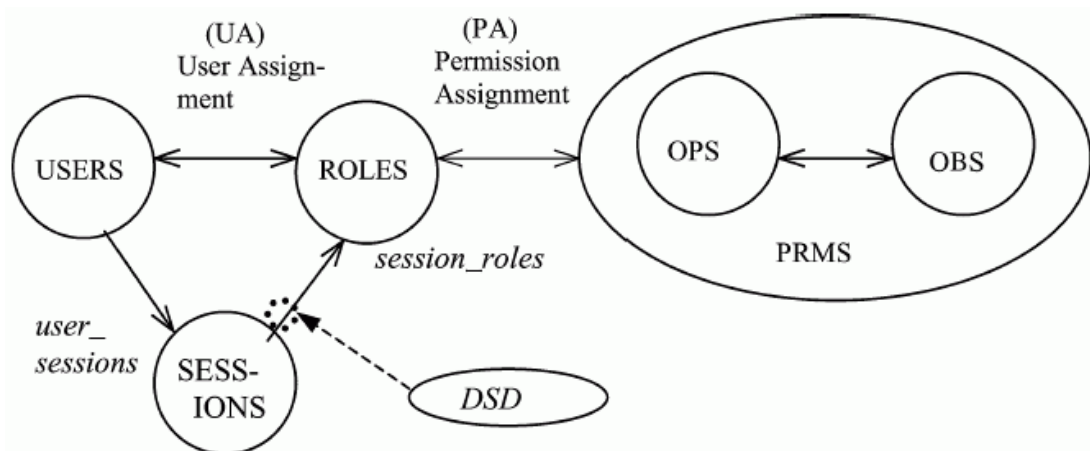 (UA)
User Assign-
ment
(PA)
Permission
Assignment
USERS
ROLES
OPS
OBS
PRMS
session_roles
user_
sessions
SESS-
IONS
DSD